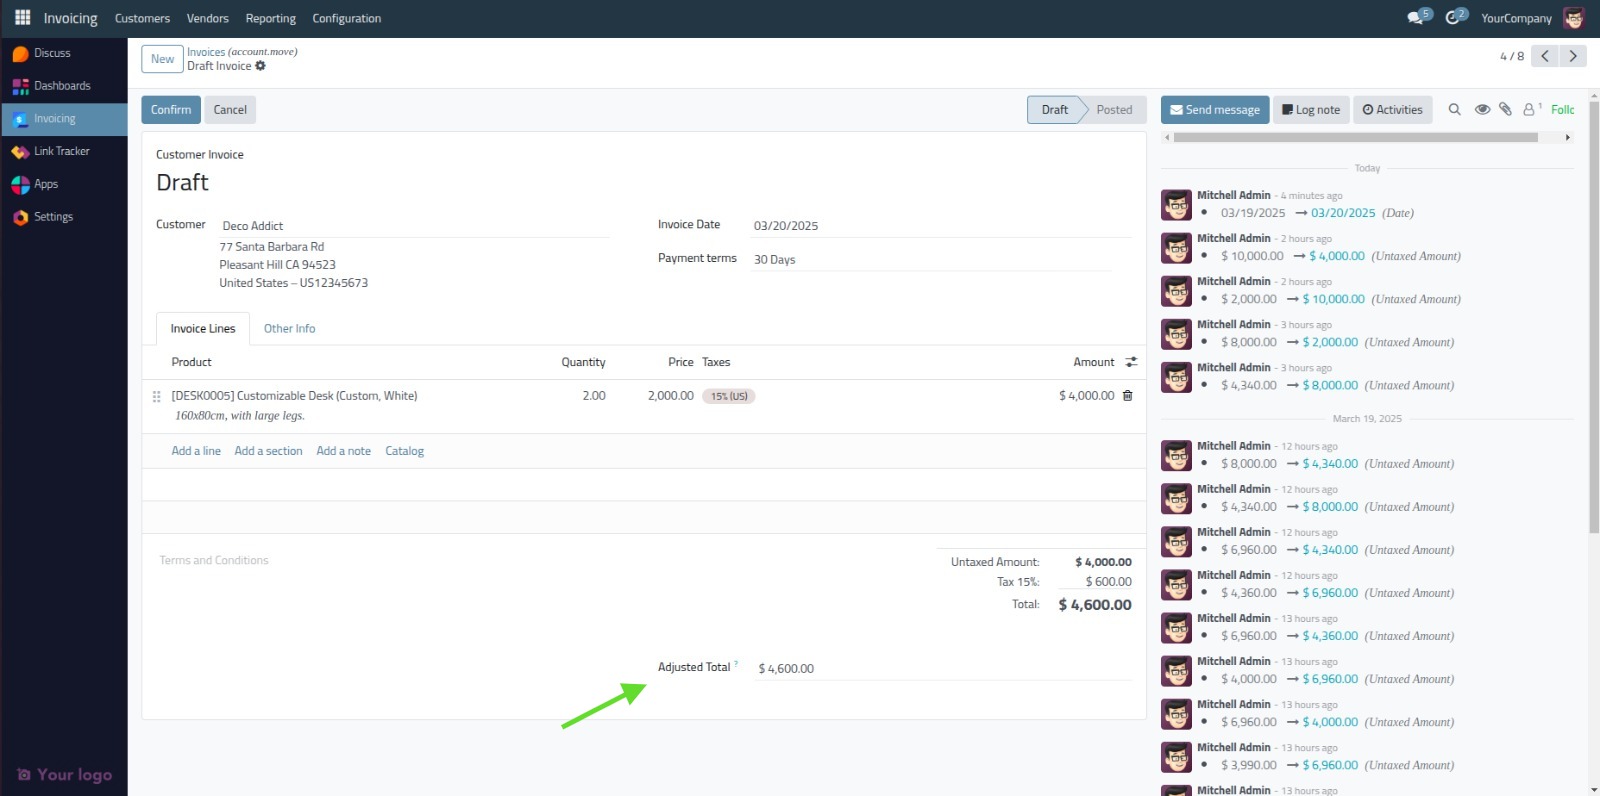 Invoicing Customers Vendors Reporting Configuration 5 2 YourCompany
Discuss
Dashboards
Invoicing
Link Tracker
Apps
Settings
Your logo
New
Invoices (account.move)
Draft Invoice
4 / 8
Confirm Cancel
Draft Posted
Send message Log note Activities 1 Follc
Customer Invoice
Draft
Customer Deco Addict
77 Santa Barbara Rd
Pleasant Hill CA 94523
United States – US12345673
Invoice Date 03/20/2025
Payment terms 30 Days
Invoice Lines Other Info
Product Quantity Price Taxes Amount
[DESK0005] Customizable Desk (Custom, White) 2.00 2,000.00 15% (US) $ 4,000.00
160x80cm, with large legs.
Add a line Add a section Add a note Catalog
Terms and Conditions
Untaxed Amount: $ 4,000.00
Tax 15%: $ 600.00
Total: $ 4,600.00
Adjusted Total ? $ 4,600.00
Today
Mitchell Admin - 4 minutes ago
• 03/19/2025 → 03/20/2025 (Date)
Mitchell Admin - 2 hours ago
• $ 10,000.00 → $ 4,000.00 (Untaxed Amount)
Mitchell Admin - 2 hours ago
• $ 2,000.00 → $ 10,000.00 (Untaxed Amount)
Mitchell Admin - 3 hours ago
• $ 8,000.00 → $ 2,000.00 (Untaxed Amount)
Mitchell Admin - 3 hours ago
• $ 4,340.00 → $ 8,000.00 (Untaxed Amount)
March 19, 2025
Mitchell Admin - 12 hours ago
• $ 8,000.00 → $ 4,340.00 (Untaxed Amount)
Mitchell Admin - 12 hours ago
• $ 4,340.00 → $ 8,000.00 (Untaxed Amount)
Mitchell Admin - 12 hours ago
• $ 6,960.00 → $ 4,340.00 (Untaxed Amount)
Mitchell Admin - 12 hours ago
• $ 4,360.00 → $ 6,960.00 (Untaxed Amount)
Mitchell Admin - 13 hours ago
• $ 6,960.00 → $ 4,360.00 (Untaxed Amount)
Mitchell Admin - 13 hours ago
• $ 4,000.00 → $ 6,960.00 (Untaxed Amount)
Mitchell Admin - 13 hours ago
• $ 6,960.00 → $ 4,000.00 (Untaxed Amount)
Mitchell Admin - 13 hours ago
• $ 3,990.00 → $ 6,960.00 (Untaxed Amount)
Mitchell Admin - 13 hours ago